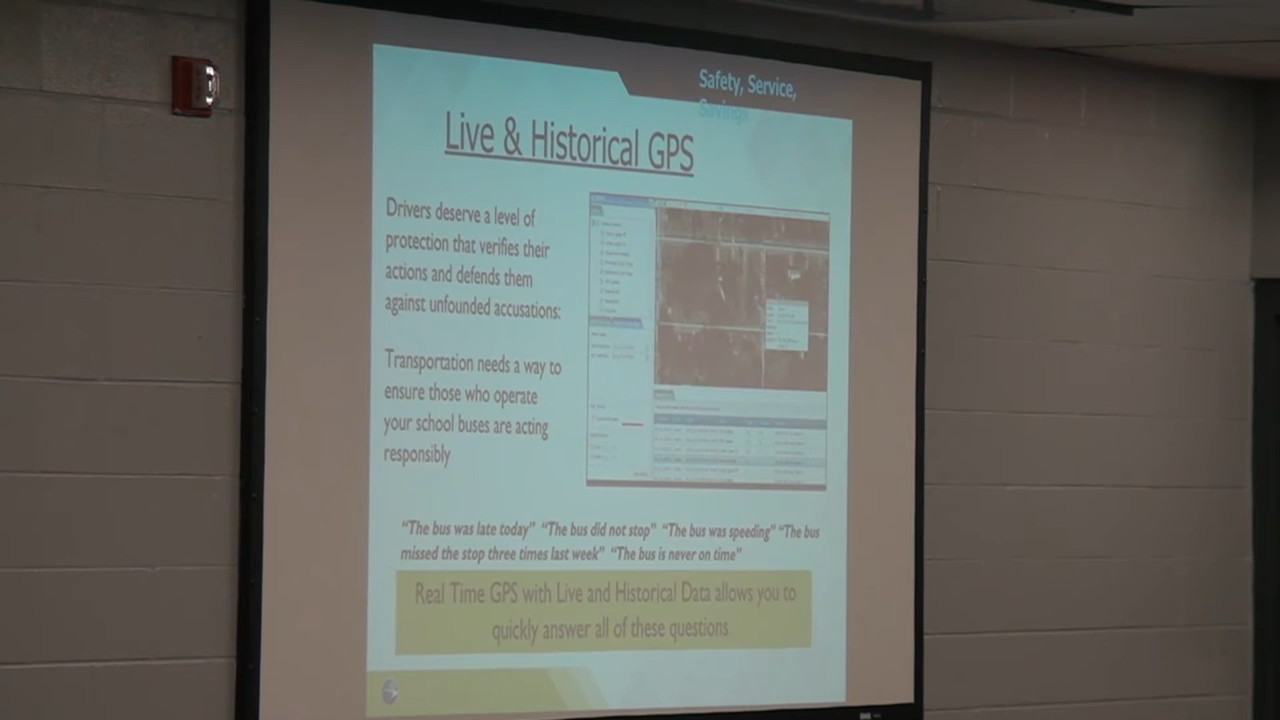 Safety, Service,
Savings
Live & Historical GPS
Drivers deserve a level of
protection that verifies their
actions and defends them
against unfounded accusations:
Transportation needs a way to
ensure those who operate
your school buses are acting
responsibly
“The bus was late today” “The bus did not stop” “The bus was speeding” “The bus
missed the stop three times last week” “The bus is never on time”
Real Time GPS with Live and Historical Data allows you to
quickly answer all of these questions